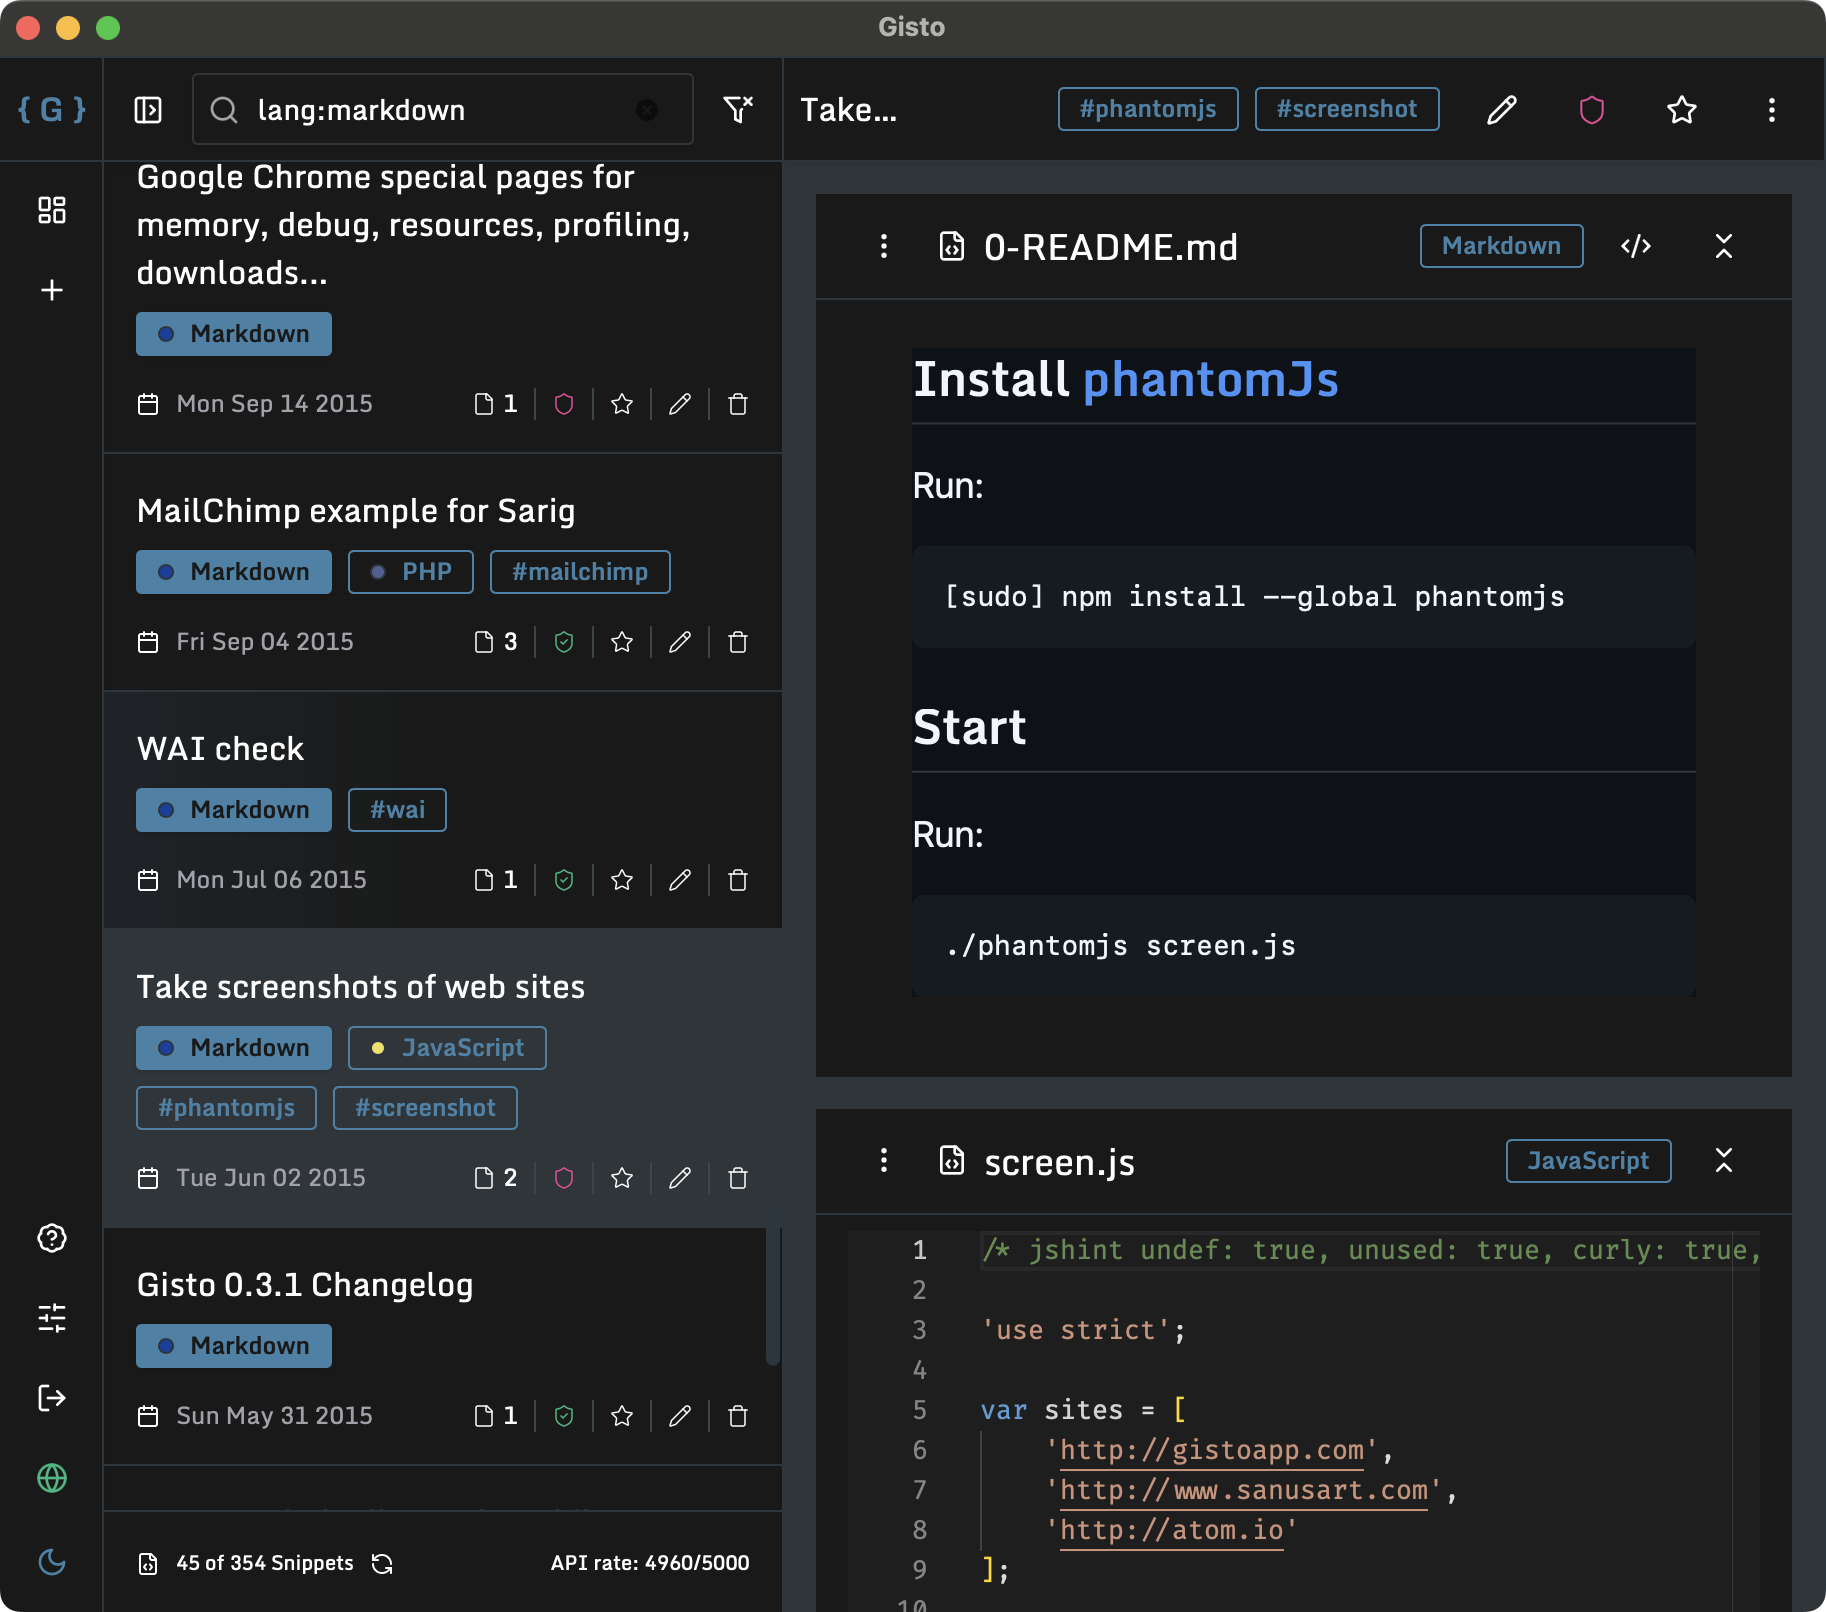 Gisto
{ G }
lang:markdown
Take...
#phantomjs
#screenshot
Google Chrome special pages for
memory, debug, resources, profiling,
downloads...
Markdown
Mon Sep 14 2015
1
MailChimp example for Sarig
Markdown
PHP
#mailchimp
Fri Sep 04 2015
3
WAI check
Markdown
#wai
Mon Jul 06 2015
1
Take screenshots of web sites
Markdown
JavaScript
#phantomjs
#screenshot
Tue Jun 02 2015
2
Gisto 0.3.1 Changelog
Markdown
Sun May 31 2015
1
45 of 354 Snippets
API rate: 4960/5000
0-README.md
Markdown
Install phantomJs
Run:
[sudo] npm install --global phantomjs
Start
Run:
./phantomjs screen.js
screen.js
JavaScript
1 /* jshint undef: true, unused: true, curly: true,
2
3 'use strict';
4
5 var sites = [
6 'http://gistoapp.com',
7 'http://www.sanusart.com',
8 'http://atom.io'
9 ];
10